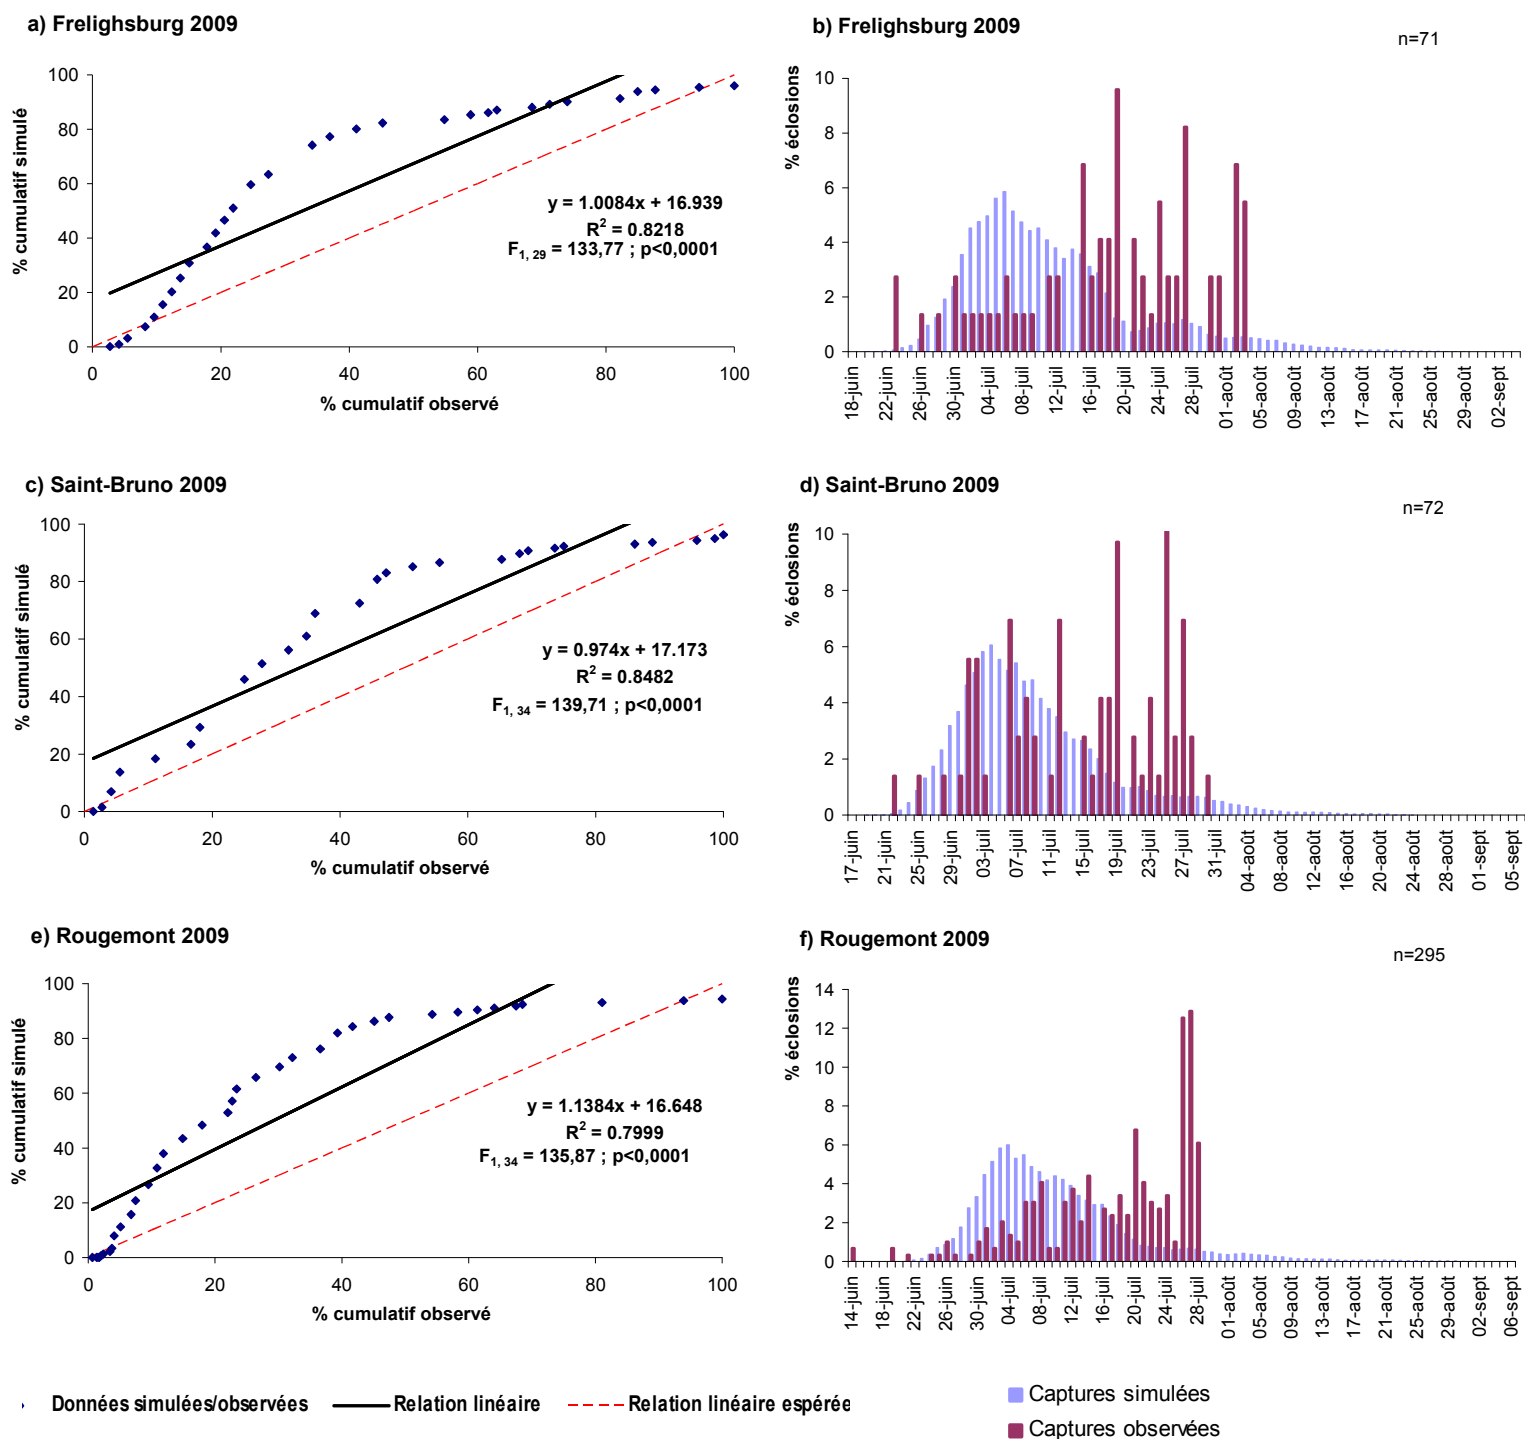 a) Frelighsburg 2009
100
80
60
40
20
0
0 20 40 60 80 100
% cumulatif simulé
% cumulatif observé
y = 1.0084x + 16.939
R2 = 0.8218
F1, 29 = 133,77 ; p<0,0001
b) Frelighsburg 2009
n=71
% éclosions
10
8
6
4
2
0
18-juin 22-juin 26-juin 30-juin 04-juil 08-juil 12-juil 16-juil 20-juil 24-juil 28-juil 01-août 05-août 09-août 13-août 17-août 21-août 25-août 29-août 02-sept
c) Saint-Bruno 2009
100
80
60
40
20
0
0 20 40 60 80 100
% cumulatif simulé
% cumulatif observé
y = 0.974x + 17.173
R2 = 0.8482
F1, 34 = 139,71 ; p<0,0001
d) Saint-Bruno 2009
n=72
% éclosions
10
8
6
4
2
0
17-juin 21-juin 25-juin 29-juin 03-juil 07-juil 11-juil 15-juil 19-juil 23-juil 27-juil 31-juil 04-août 08-août 12-août 16-août 20-août 24-août 28-août 01-sept 05-sept
e) Rougemont 2009
100
80
60
40
20
0
0 20 40 60 80 100
% cumulatif simulé
% cumulatif observé
y = 1.1384x + 16.648
R2 = 0.7999
F1, 34 = 135,87 ; p<0,0001
f) Rougemont 2009
n=295
% éclosions
14
12
10
8
6
4
2
0
14-juin 18-juin 22-juin 26-juin 30-juin 04-juil 08-juil 12-juil 16-juil 20-juil 24-juil 28-juil 01-août 05-août 09-août 13-août 17-août 21-août 25-août 29-août 02-sept 06-sept
Données simulées/observées Relation linéaire Relation linéaire espérée
Captures simulées
Captures observées